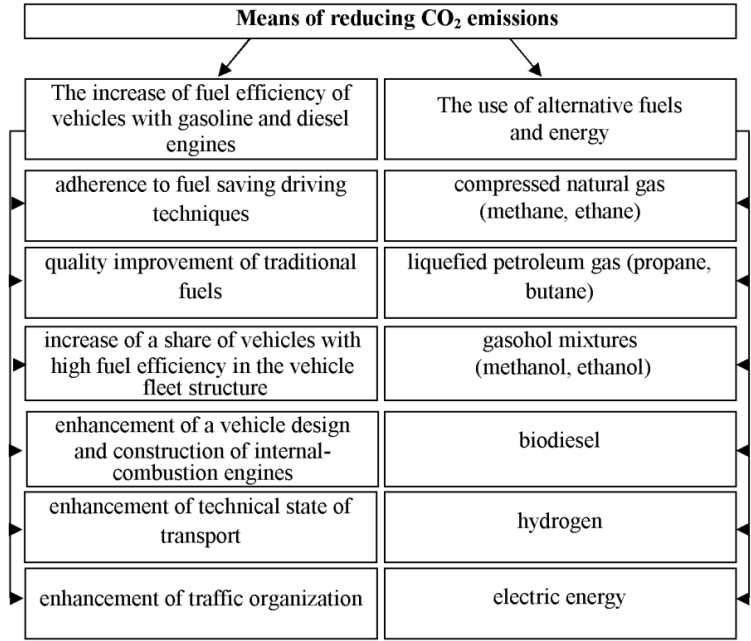 Means of reducing CO₂ emissions
The increase of fuel efficiency of
vehicles with gasoline and diesel
engines
The use of alternative fuels
and energy
adherence to fuel saving driving
techniques
compressed natural gas
(methane, ethane)
quality improvement of traditional
fuels
liquefied petroleum gas (propane,
butane)
increase of a share of vehicles with
high fuel efficiency in the vehicle
fleet structure
gasohol mixtures
(methanol, ethanol)
enhancement of a vehicle design
and construction of internal-
combustion engines
biodiesel
enhancement of technical state of
transport
hydrogen
enhancement of traffic organization
electric energy